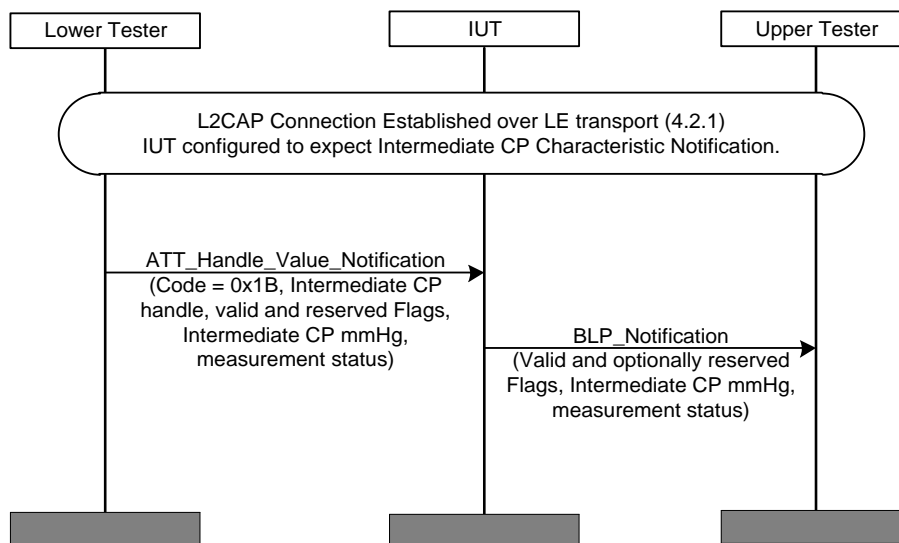 Lower Tester
IUT
Upper Tester
L2CAP Connection Established over LE transport (4.2.1)
IUT configured to expect Intermediate CP Characteristic Notification.
ATT_Handle_Value_Notification
(Code = 0x1B, Intermediate CP
handle, valid and reserved Flags,
Intermediate CP mmHg,
measurement status)
BLP_Notification
(Valid and optionally reserved
Flags, Intermediate CP mmHg,
measurement status)